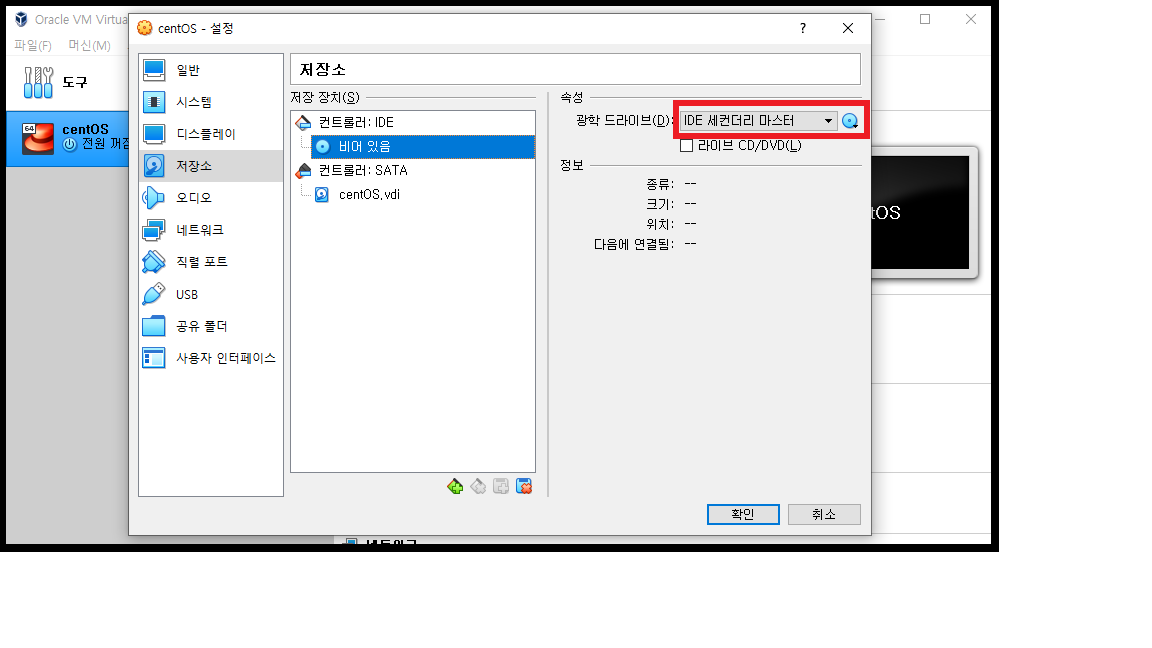 Oracle VM Virtua
파일(F) 머신(M)
도구
64
centOS
전원 꺼짐
centOS - 설정
?
일반
시스템
디스플레이
저장소
오디오
네트워크
직렬 포트
USB
공유 폴더
사용자 인터페이스
저장소
저장 장치(S)
컨트롤러: IDE
비어 있음
컨트롤러: SATA
centOS.vdi
속성
광학 드라이브(D): IDE 세컨더리 마스터
라이브 CD/DVD(L)
정보
종류: --
크기: --
위치: --
다음에 연결됨: --
확인 취소
tOS
네트워크